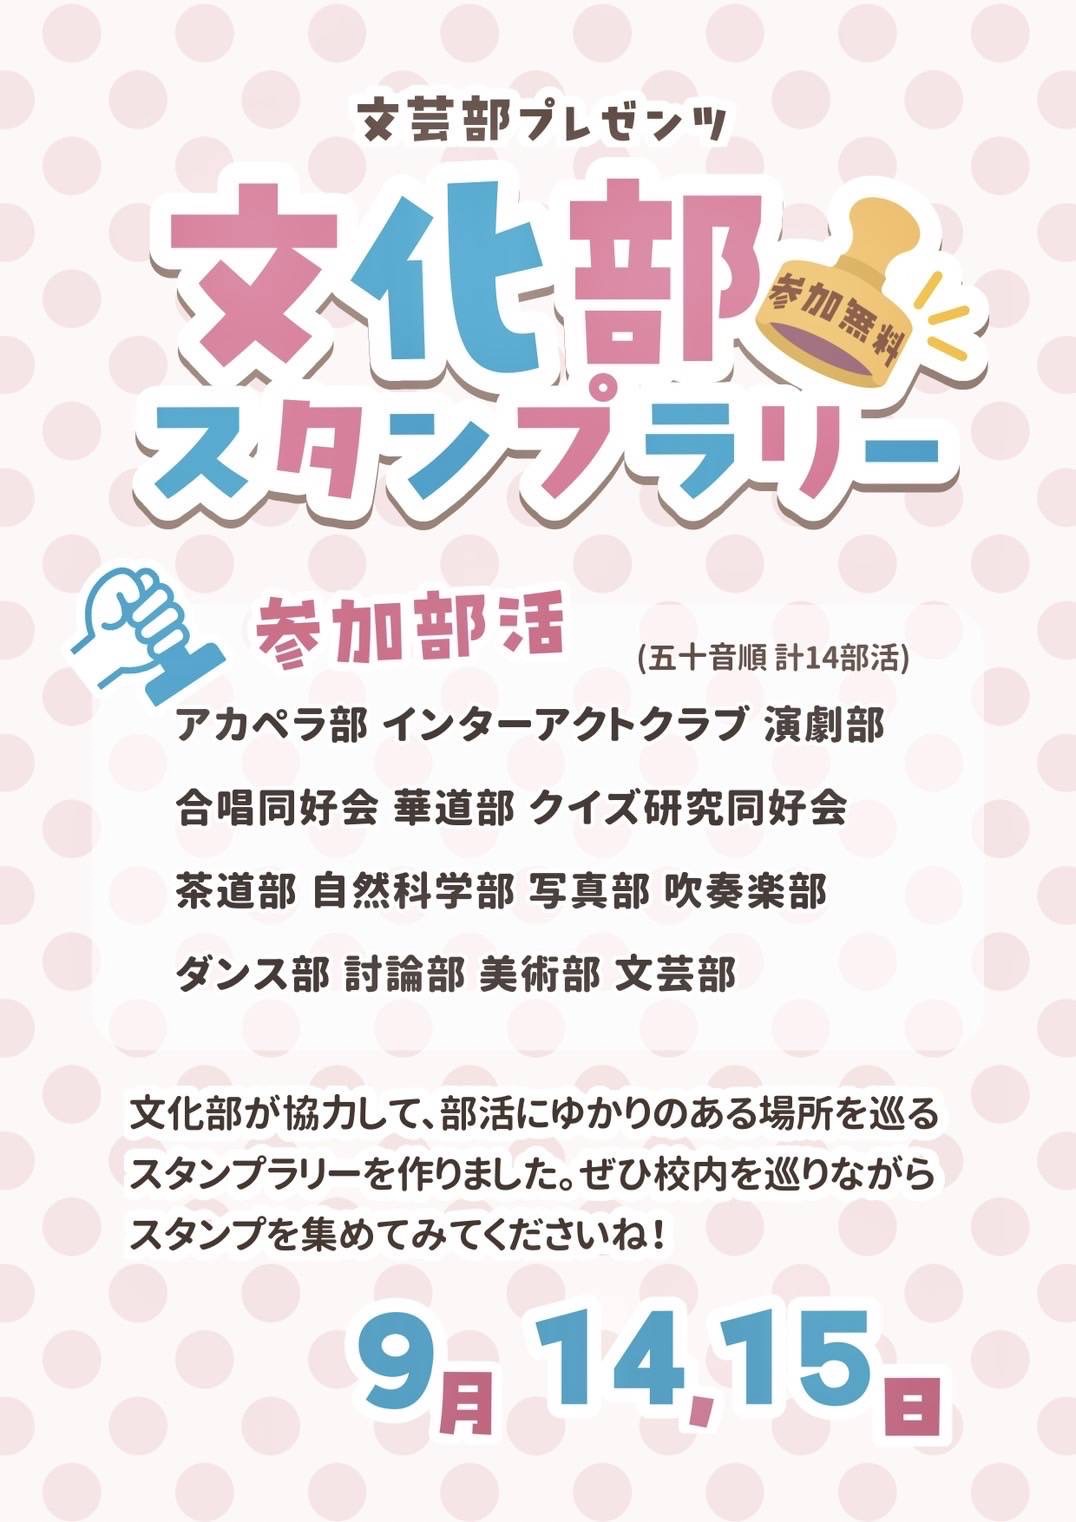 文芸部プレゼンツ
文化部
参加無料
スタンプラリー
参加部活
(五十音順 計14部活)
アカペラ部 インターアクトクラブ 演劇部
合唱同好会 華道部 クイズ研究同好会
茶道部 自然科学部 写真部 吹奏楽部
ダンス部 討論部 美術部 文芸部
文化部が協力して、部活にゆかりのある場所を巡る
スタンプラリーを作りました。ぜひ校内を巡りながら
スタンプを集めてみてくださいね！
9月 14,15日